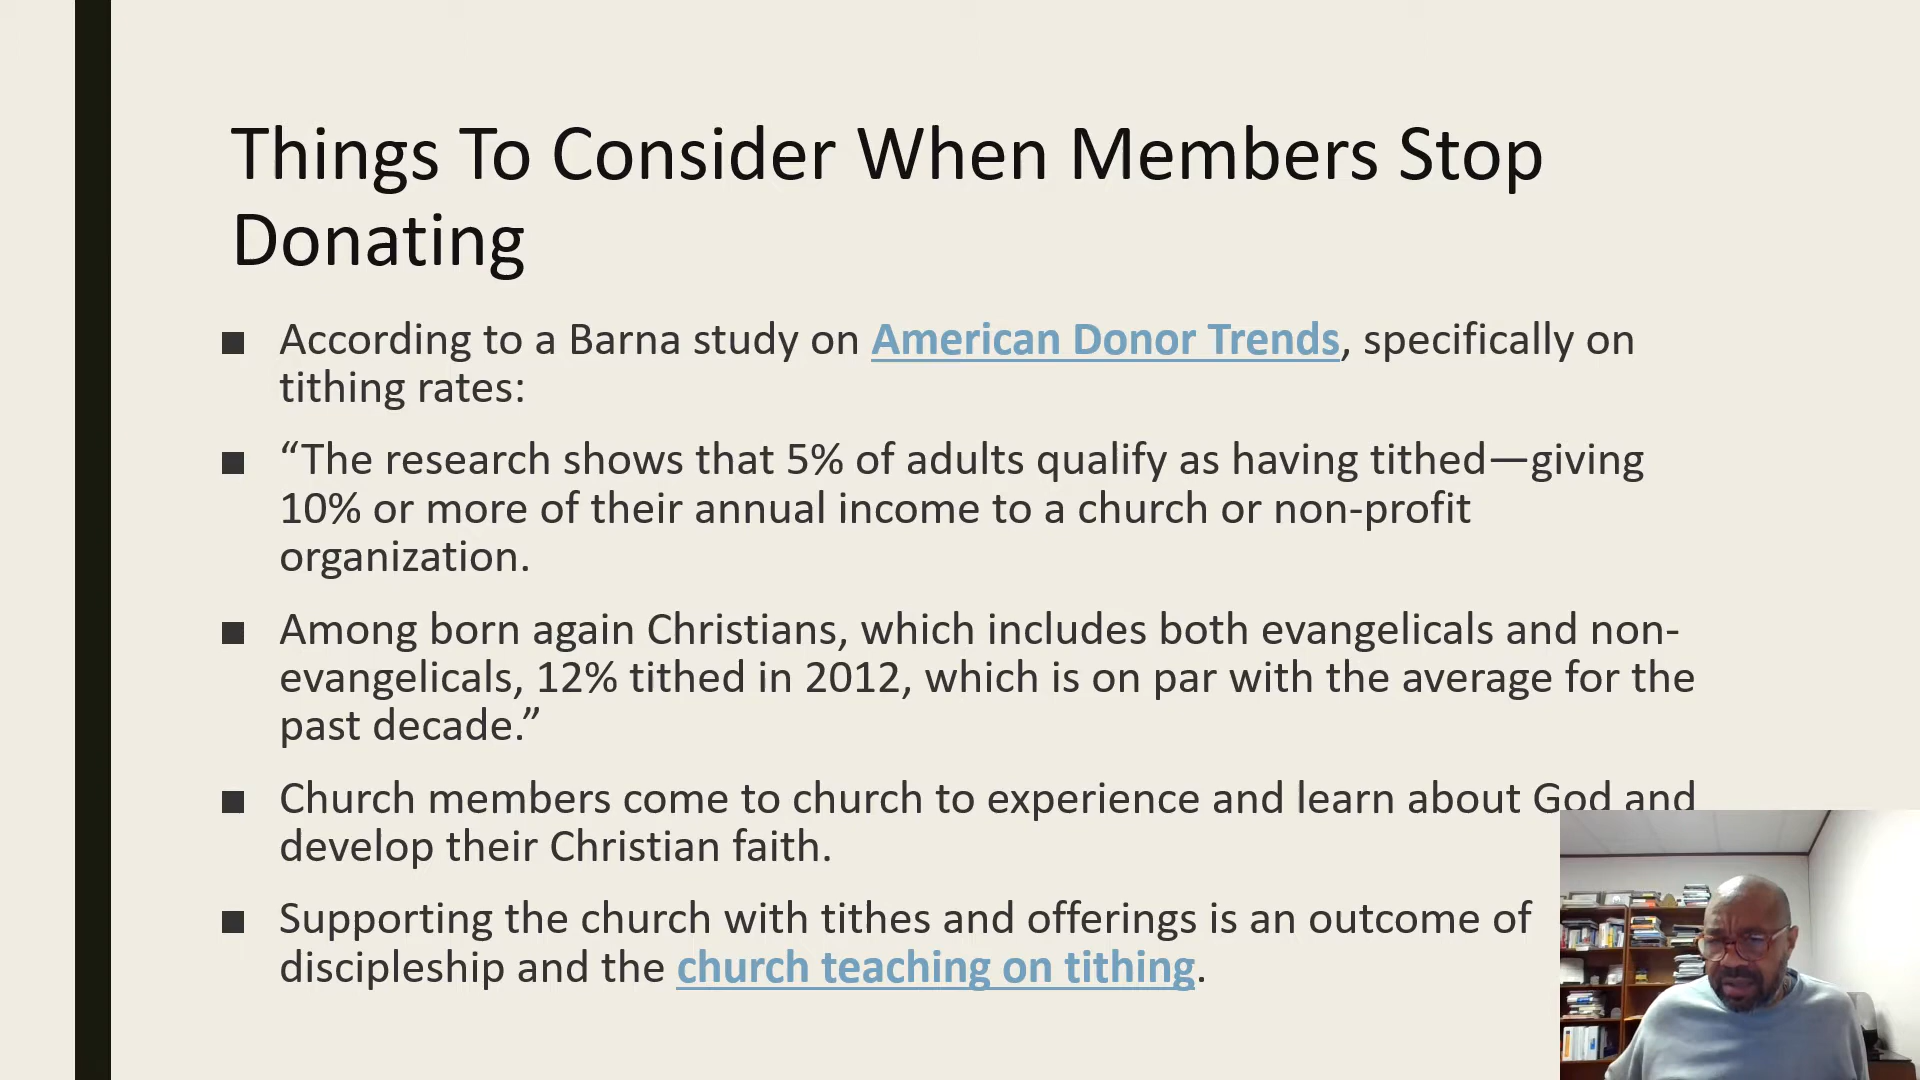 Things To Consider When Members Stop
Donating
■ According to a Barna study on American Donor Trends, specifically on
tithing rates:
■ “The research shows that 5% of adults qualify as having tithed—giving
10% or more of their annual income to a church or non-profit
organization.
■ Among born again Christians, which includes both evangelicals and non-
evangelicals, 12% tithed in 2012, which is on par with the average for the
past decade.”
■ Church members come to church to experience and learn about God and
develop their Christian faith.
■ Supporting the church with tithes and offerings is an outcome of
discipleship and the church teaching on tithing.